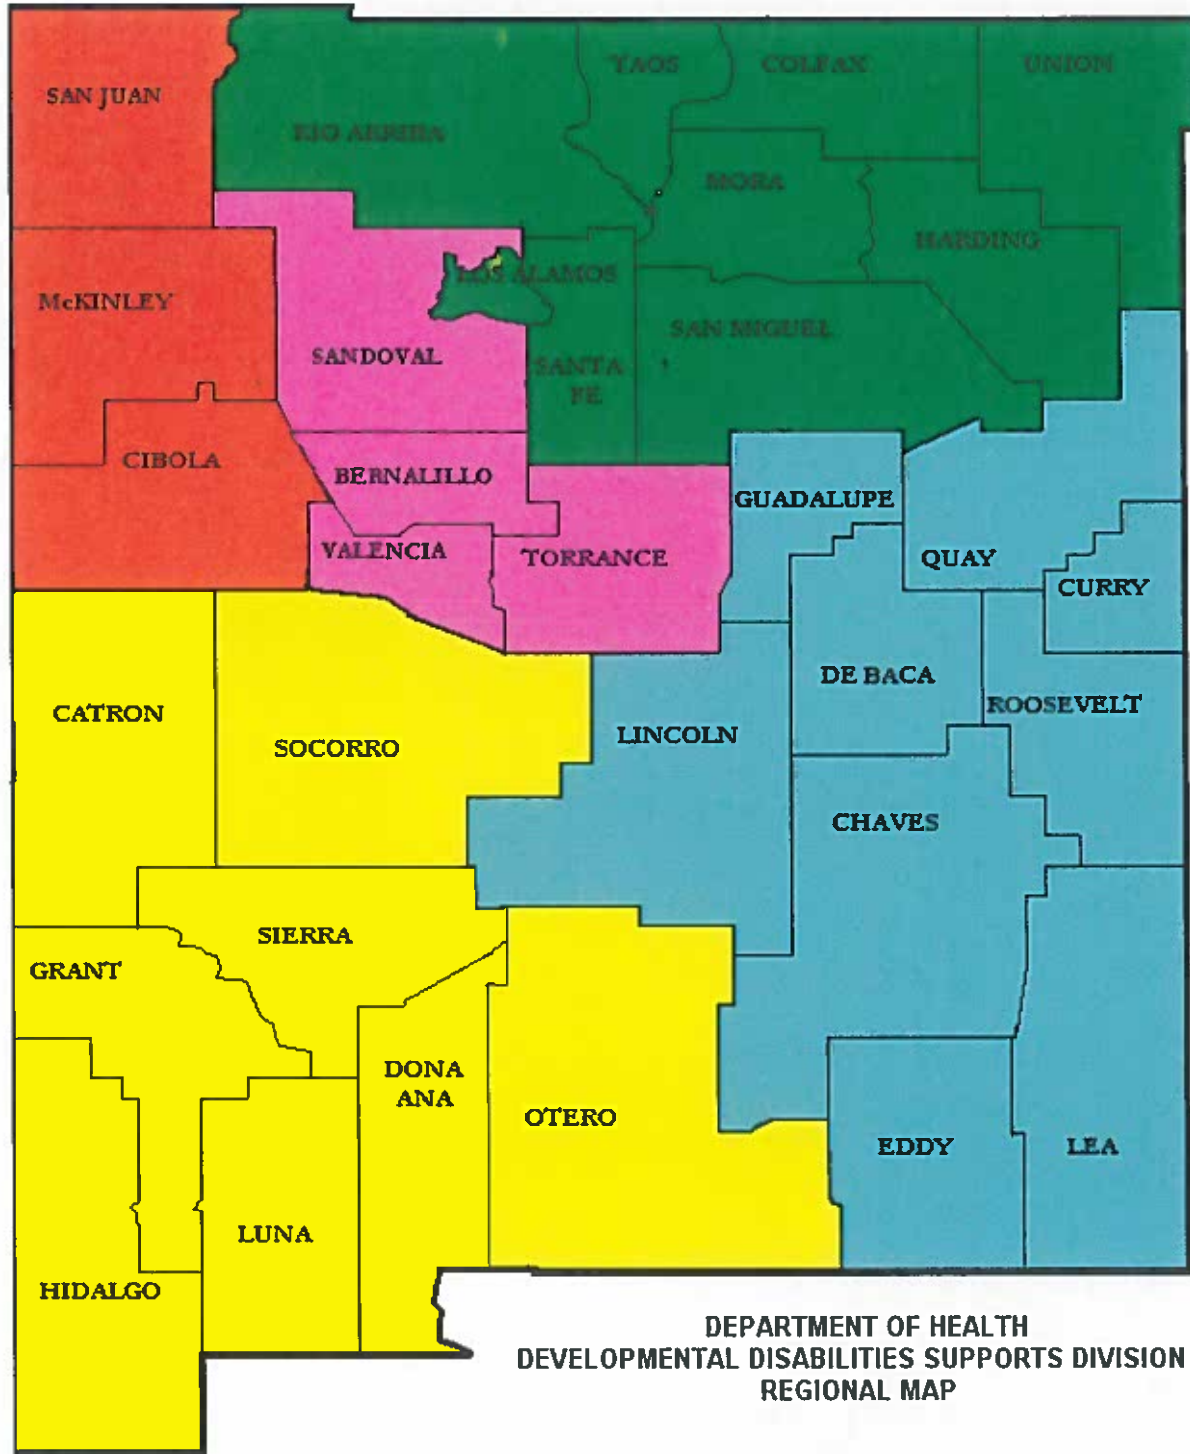 TAOS
COLFAX
UNION
SAN JUAN
RIO ARRIBA
MORA
HARDING
LOS ALAMOS
McKINLEY
SAN MIGUEL
SANDOVAL
SANTA
FE
CIBOLA
BERNALILLO
GUADALUPE
VALENCIA
TORRANCE
QUAY
CURRY
DE BACA
ROOSEVELT
CATRON
LINCOLN
SOCORRO
CHAVES
SIERRA
GRANT
DONA
ANA
OTERO
EDDY
LEA
LUNA
HIDALGO
DEPARTMENT OF HEALTH
DEVELOPMENTAL DISABILITIES SUPPORTS DIVISION
REGIONAL MAP